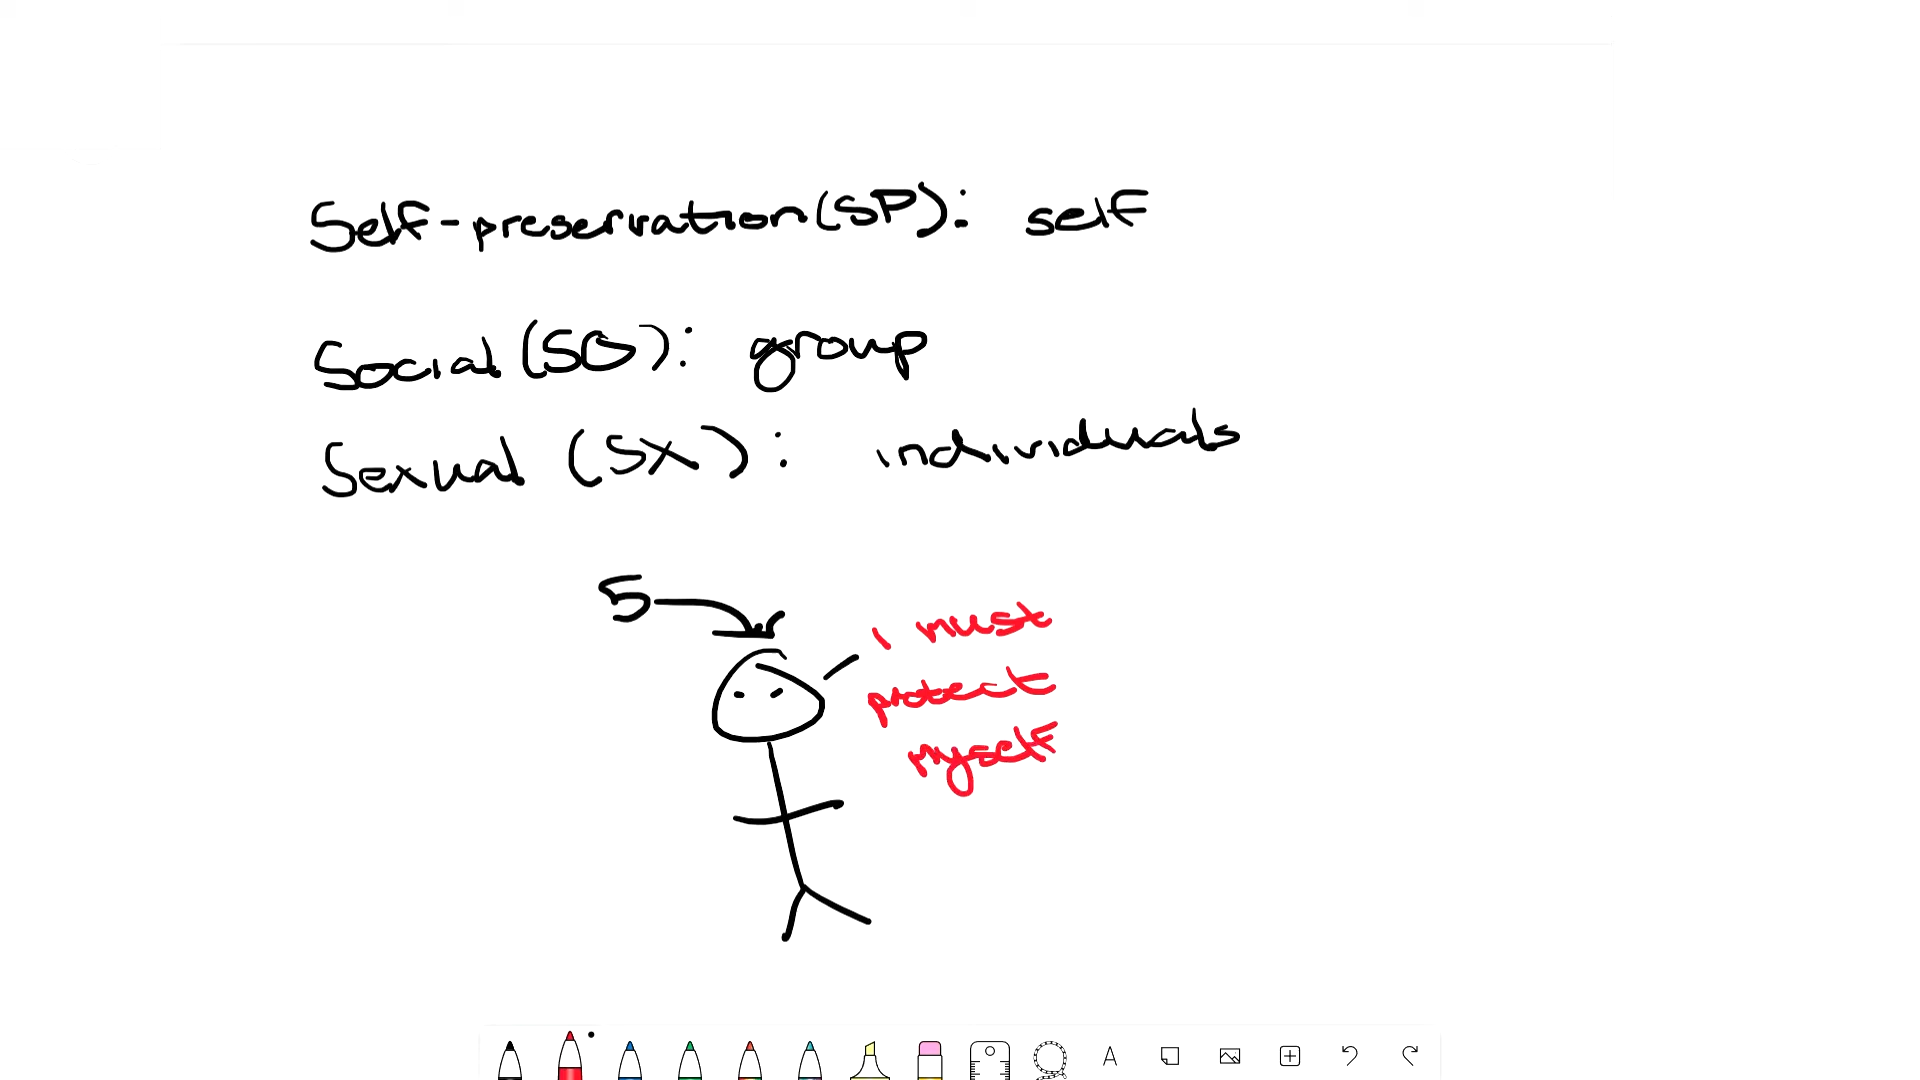 Self-preservation (SP): self
Social (SO): group
Sexual (SX): individuals
5
i must
protect
myself
A